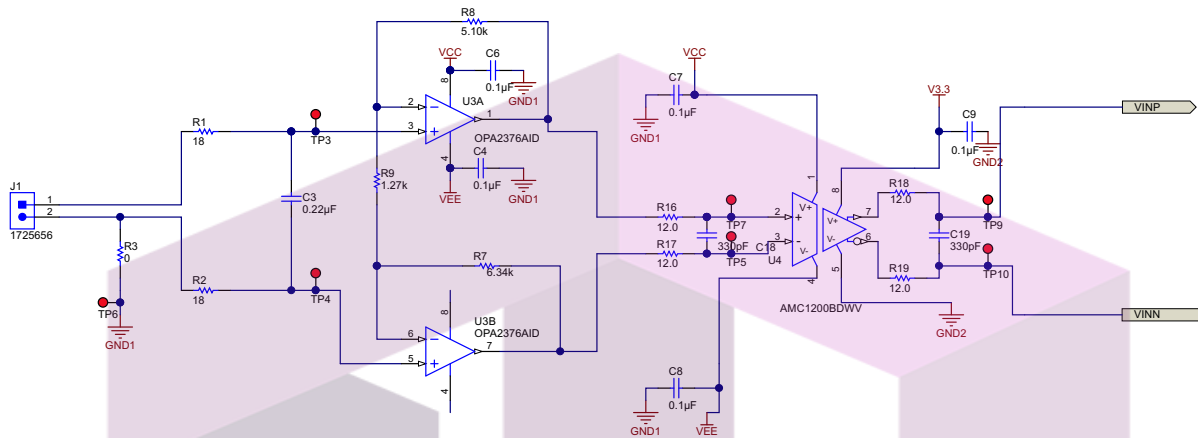 R8
5.10k
VCC
C6
0.1µF
GND1
8
U3A
2
3
1
OPA2376AID
4
C4
0.1µF
GND1
VEE
R1
18
TP3
C3
0.22µF
R9
1.27k
J1
1
2
1725656
R3
0
TP6
GND1
R2
18
TP4
R7
6.34k
8
U3B
OPA2376AID
6
5
7
4
VCC
C7
0.1µF
GND1
V3.3
C9
0.1µF
GND2
VINP
R16
12.0
R17
12.0
TP7
330pF
C18
TP5
1
2
3
V+
+
-
V-
U4
4
8
V+
V-
7
6
5
AMC1200BDWV
R18
12.0
R19
12.0
C19
330pF
TP9
TP10
GND2
VINN
C8
0.1µF
GND1
VEE